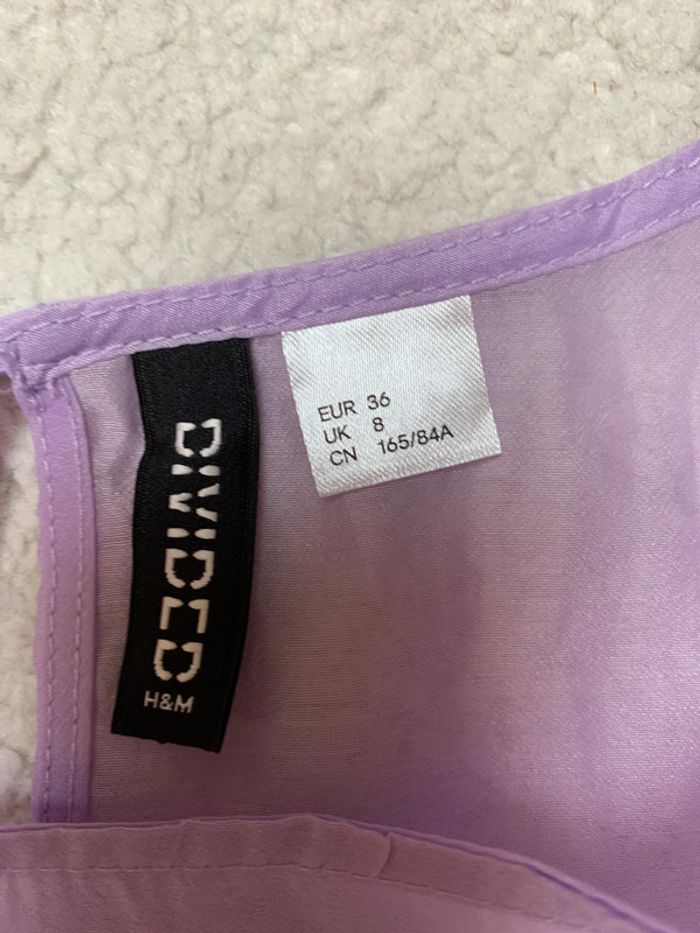 DIVIDED
H&M
EUR 36
UK 8
CN 165/84A